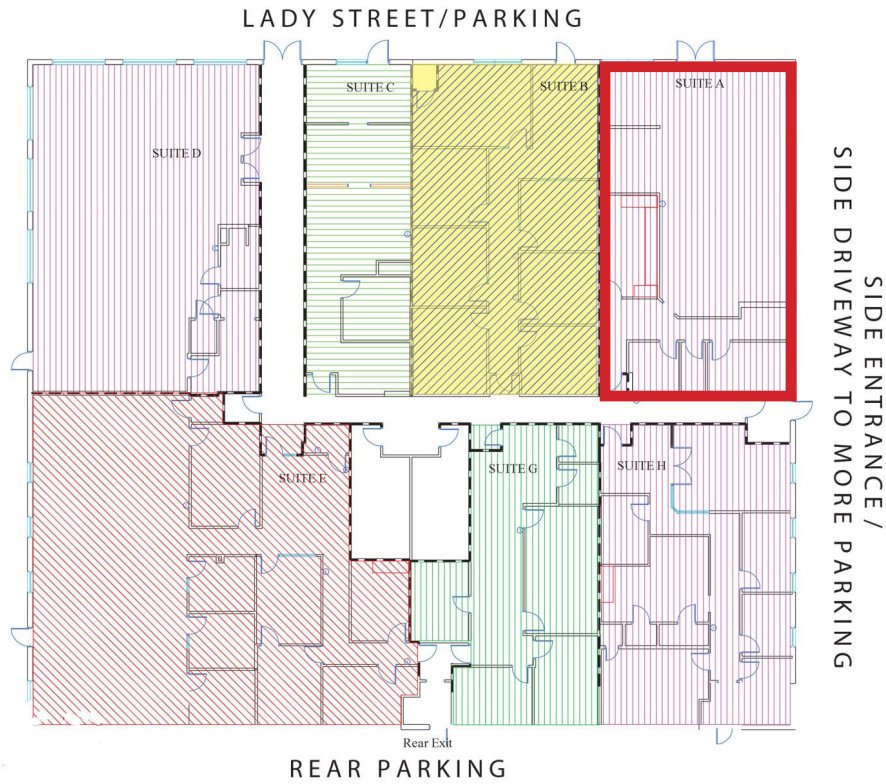 LADY STREET/PARKING
SUITE C
SUITE B
SUITE A
SUITE D
SIDE ENTRANCE /
SIDE DRIVEWAY TO MORE PARKING
SUITE E
SUITE G
SUITE H
Rear Exit
REAR PARKING